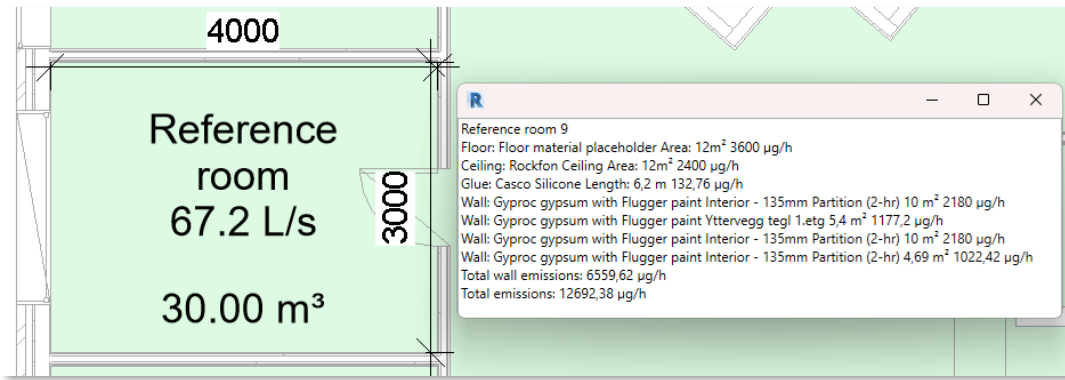 4000
Reference
room
67.2 L/s
30.00 m³
3000
R
Reference room 9
Floor: Floor material placeholder Area: 12m² 3600 µg/h
Ceiling: Rockfon Ceiling Area: 12m² 2400 µg/h
Glue: Casco Silicone Length: 6,2 m 132,76 µg/h
Wall: Gyproc gypsum with Flugger paint Interior - 135mm Partition (2-hr) 10 m² 2180 µg/h
Wall: Gyproc gypsum with Flugger paint Yttervegg tegl 1.etg 5,4 m² 1177,2 µg/h
Wall: Gyproc gypsum with Flugger paint Interior - 135mm Partition (2-hr) 10 m² 2180 µg/h
Wall: Gyproc gypsum with Flugger paint Interior - 135mm Partition (2-hr) 4,69 m² 1022,42 µg/h
Total wall emissions: 6559,62 µg/h
Total emissions: 12692,38 µg/h